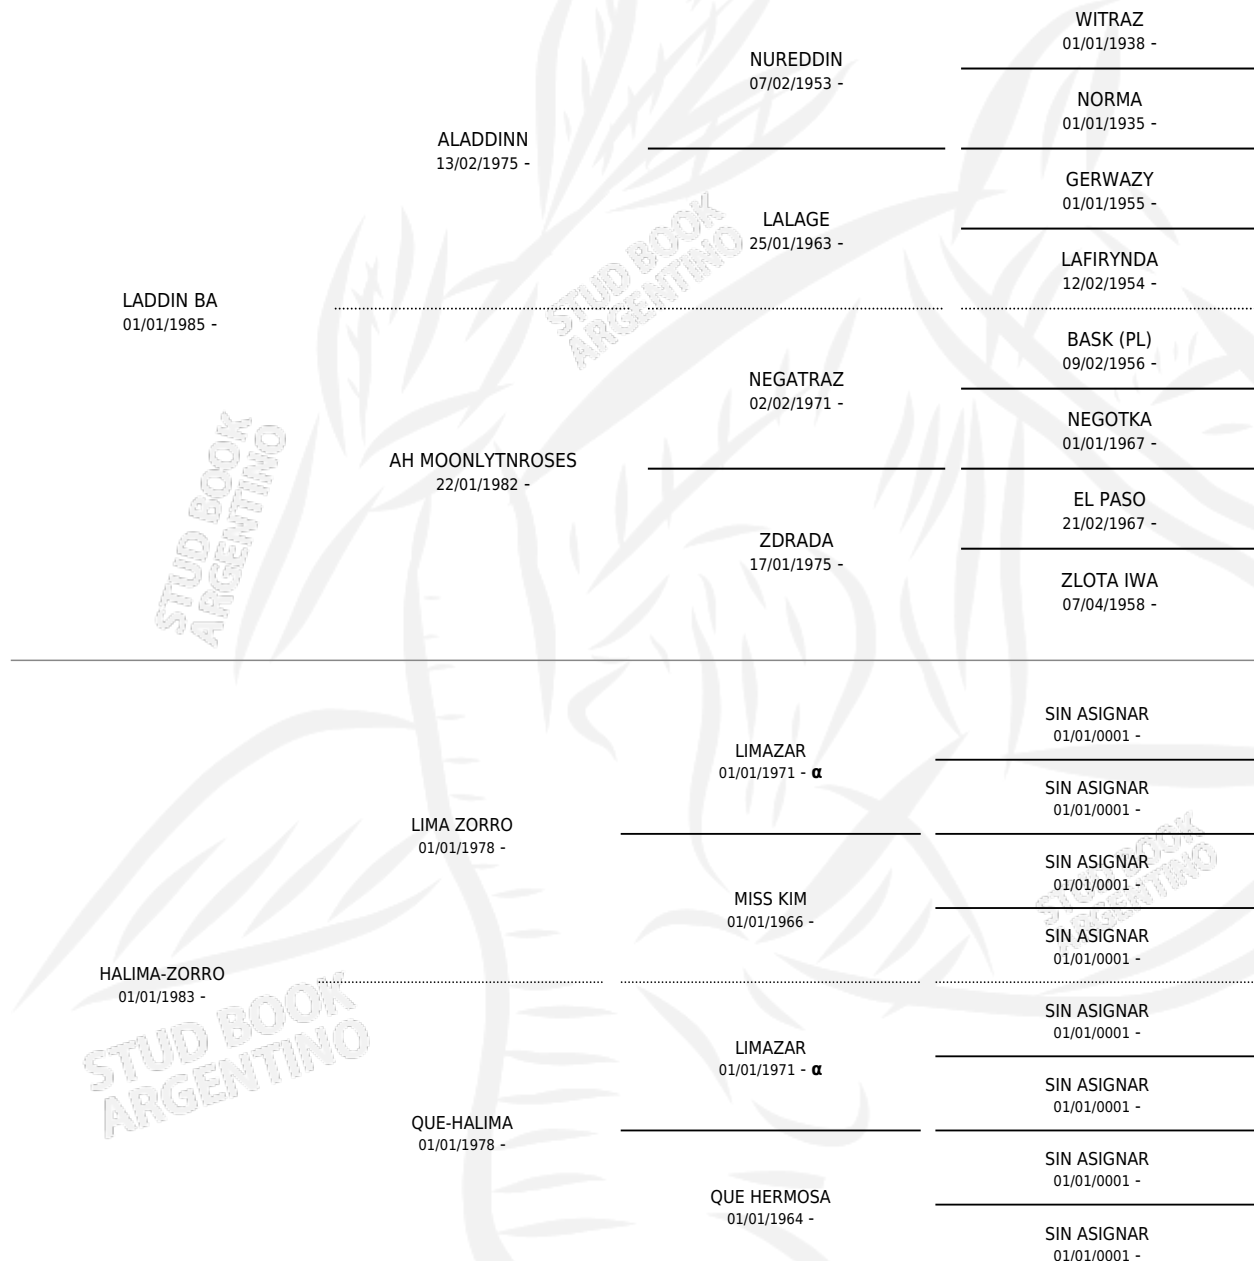 WITRAZ
01/01/1938 -
NUREDDIN
07/02/1953 -
NORMA
01/01/1935 -
ALADDINN
13/02/1975 -
GERWAZY
01/01/1955 -
LALAGE
25/01/1963 -
LAFIRYNDA
12/02/1954 -
LADDIN BA
01/01/1985 -
STUD BOOK
ARGENTINO
BASK (PL)
09/02/1956 -
NEGATRAZ
02/02/1971 -
NEGOTKA
01/01/1967 -
AH MOONLYTNROSES
22/01/1982 -
STUD BOOK
ARGENTINO
EL PASO
21/02/1967 -
ZDRADA
17/01/1975 -
ZLOTA IWA
07/04/1958 -
SIN ASIGNAR
01/01/0001 -
LIMAZAR
01/01/1971 - α
SIN ASIGNAR
01/01/0001 -
LIMA ZORRO
01/01/1978 -
SIN ASIGNAR
01/01/0001 -
STUD BOOK
ARGENTINO
MISS KIM
01/01/1966 -
SIN ASIGNAR
01/01/0001 -
HALIMA-ZORRO
01/01/1983 -
STUD BOOK
ARGENTINO
SIN ASIGNAR
01/01/0001 -
LIMAZAR
01/01/1971 - α
SIN ASIGNAR
01/01/0001 -
QUE-HALIMA
01/01/1978 -
SIN ASIGNAR
01/01/0001 -
QUE HERMOSA
01/01/1964 -
SIN ASIGNAR
01/01/0001 -